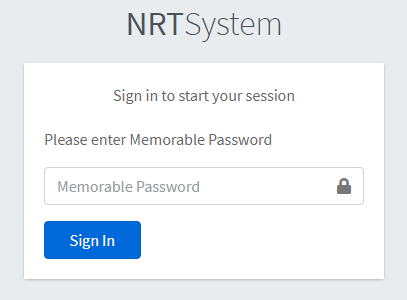 NRTSystem
Sign in to start your session
Please enter Memorable Password
Memorable Password
Sign In